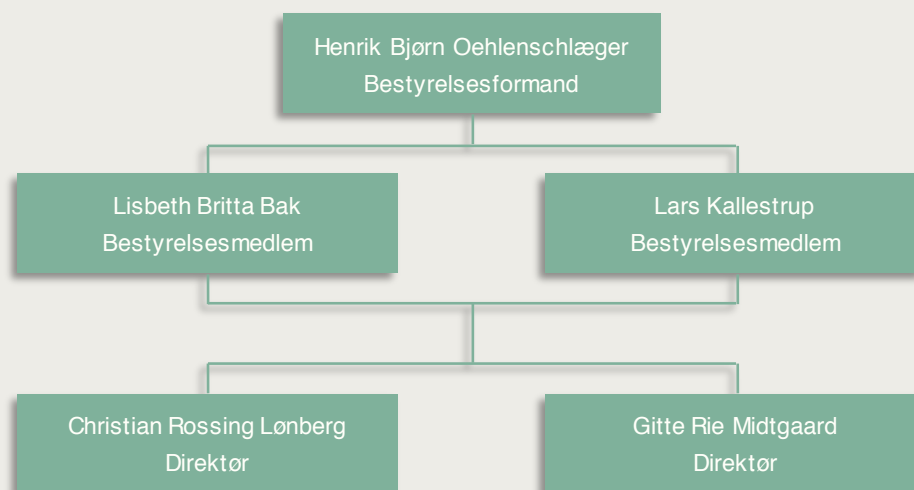 Henrik Bjørn Oehlenschlæger
Bestyrelsesformand
Lisbeth Britta Bak
Bestyrelsesmedlem
Lars Kallestrup
Bestyrelsesmedlem
Christian Rossing Lønberg
Direktør
Gitte Rie Midtgaard
Direktør